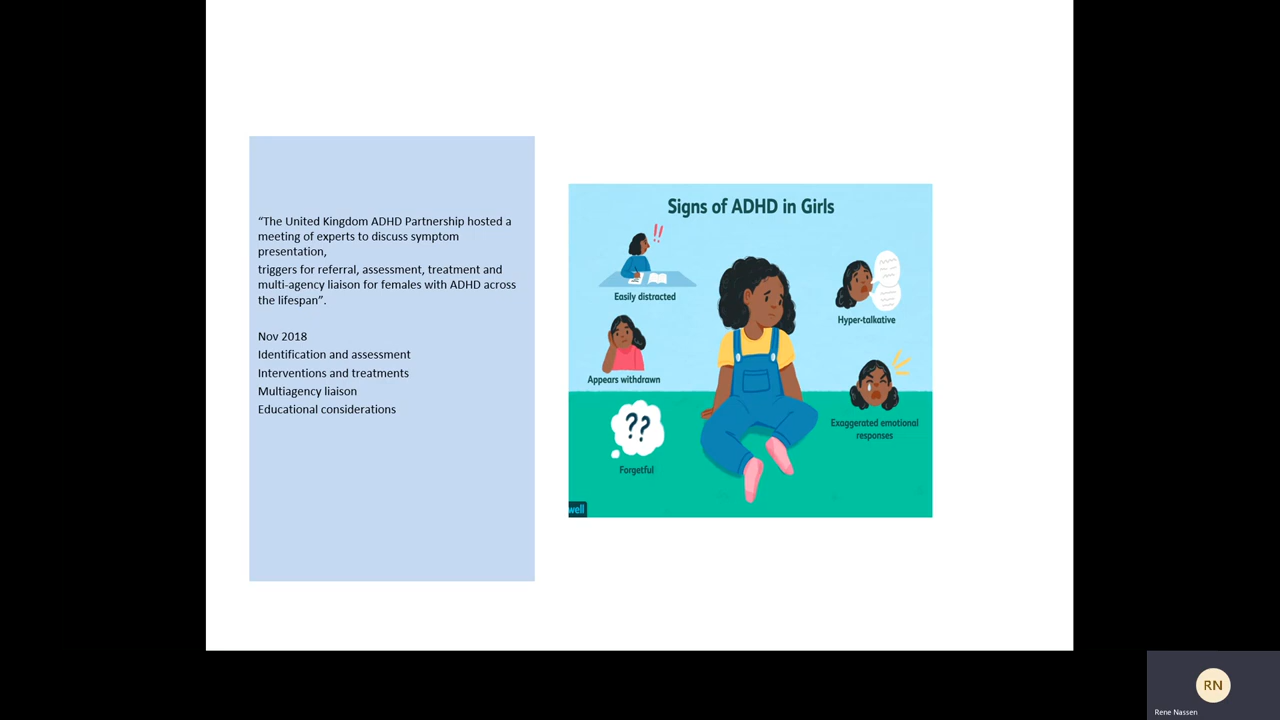 “The United Kingdom ADHD Partnership hosted a
meeting of experts to discuss symptom
presentation,
triggers for referral, assessment, treatment and
multi-agency liaison for females with ADHD across
the lifespan”.
Nov 2018
Identification and assessment
Interventions and treatments
Multiagency liaison
Educational considerations
Signs of ADHD in Girls
!!
Easily distracted
Hyper-talkative
Appears withdrawn
Exaggerated emotional
responses
??
Forgetful
well
RN
Rene Nassen